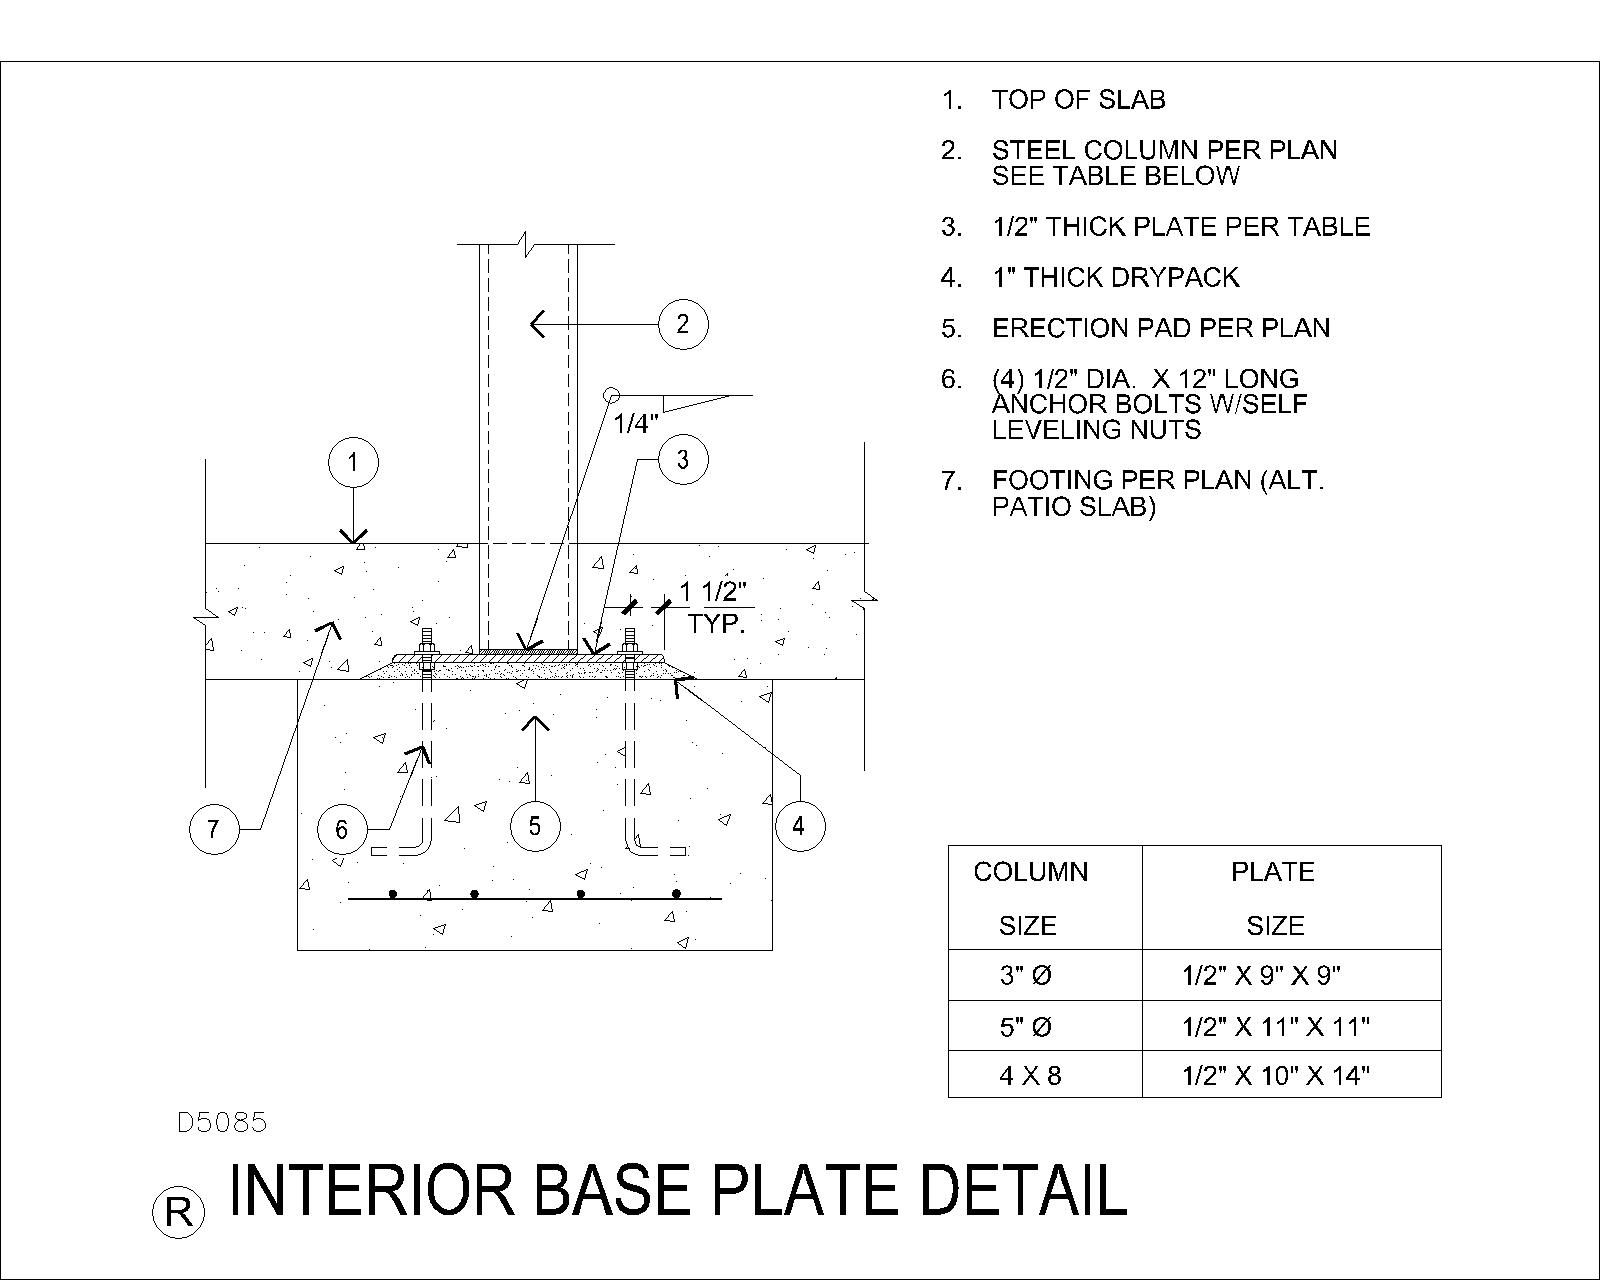 1. TOP OF SLAB
2. STEEL COLUMN PER PLAN
SEE TABLE BELOW
3. 1/2" THICK PLATE PER TABLE
4. 1" THICK DRYPACK
5. ERECTION PAD PER PLAN
6. (4) 1/2" DIA. X 12" LONG
ANCHOR BOLTS W/SELF
LEVELING NUTS
7. FOOTING PER PLAN (ALT.
PATIO SLAB)
2
1/4"
1
3
1 1/2"
TYP.
7
6
5
4
COLUMN PLATE
SIZE SIZE
3" Ø 1/2" X 9" X 9"
5" Ø 1/2" X 11" X 11"
4 X 8 1/2" X 10" X 14"
D5085
R INTERIOR BASE PLATE DETAIL